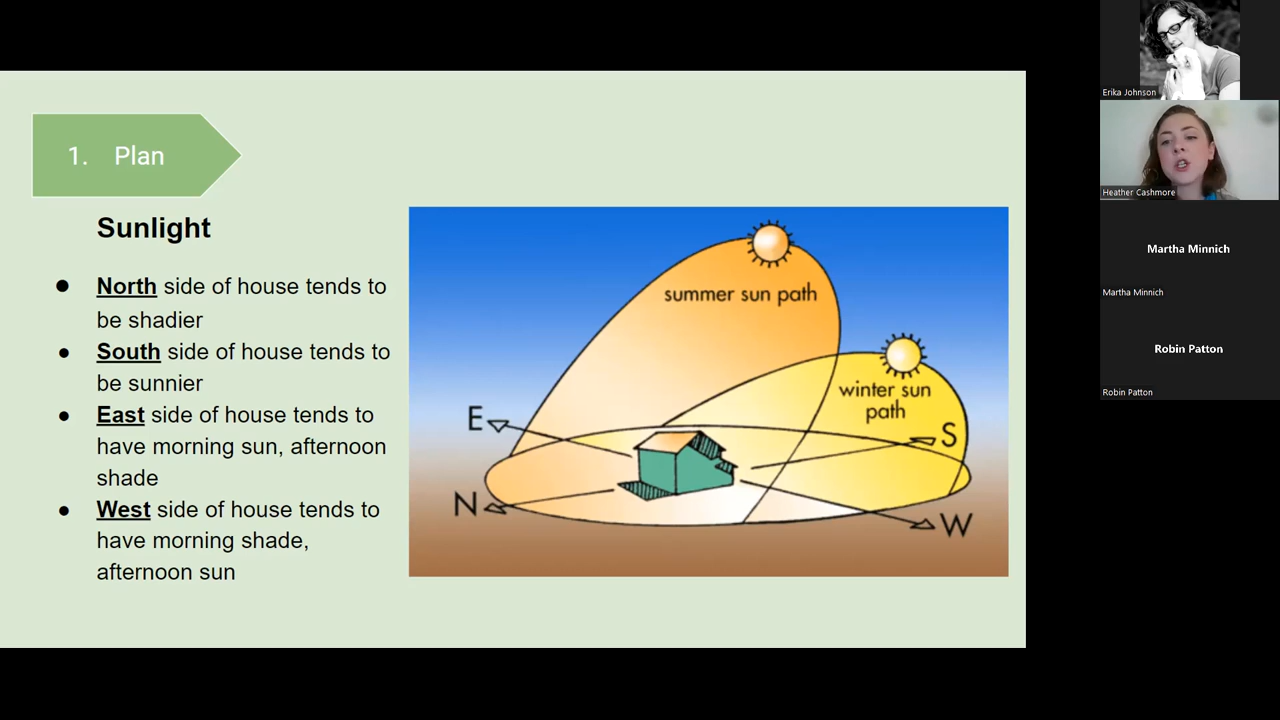 1. Plan
Sunlight
● North side of house tends to
be shadier
● South side of house tends to
be sunnier
● East side of house tends to
have morning sun, afternoon
shade
● West side of house tends to
have morning shade,
afternoon sun
summer sun path
winter sun
path
E
S
N
W
Erika Johnson
Heather Cashmore
Martha Minnich
Martha Minnich
Robin Patton
Robin Patton